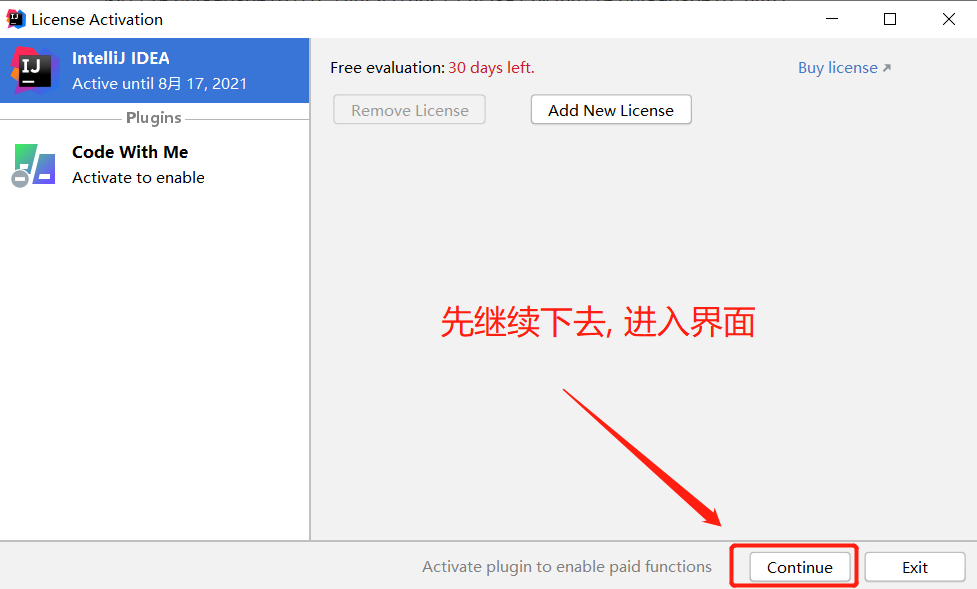 License Activation
IntelliJ IDEA
Active until 8月 17, 2021
Plugins
Code With Me
Activate to enable
Free evaluation: 30 days left.
Buy license
Remove License
Add New License
先继续下去, 进入界面
Activate plugin to enable paid functions
Continue
Exit